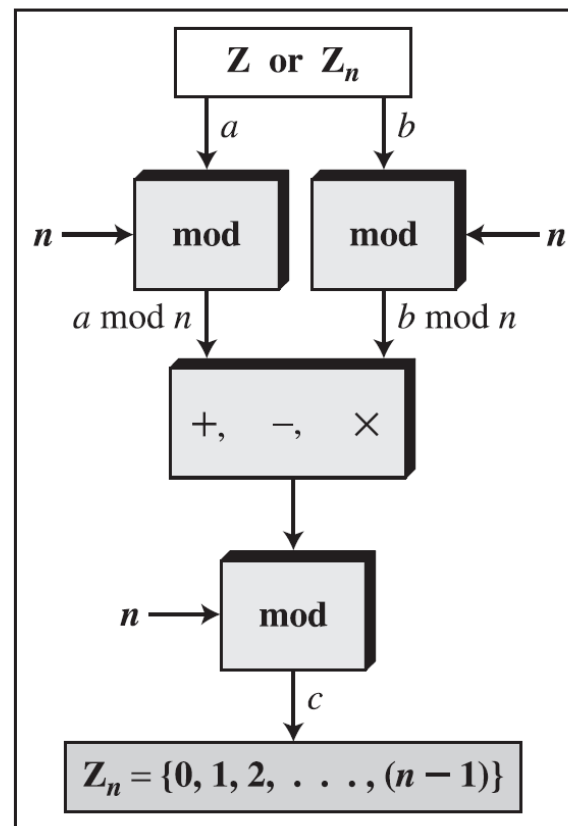 Z or Zn
a b
n mod mod n
a mod n b mod n
+, −, ×
n mod
c
Zn = {0, 1, 2, . . . , (n − 1)}